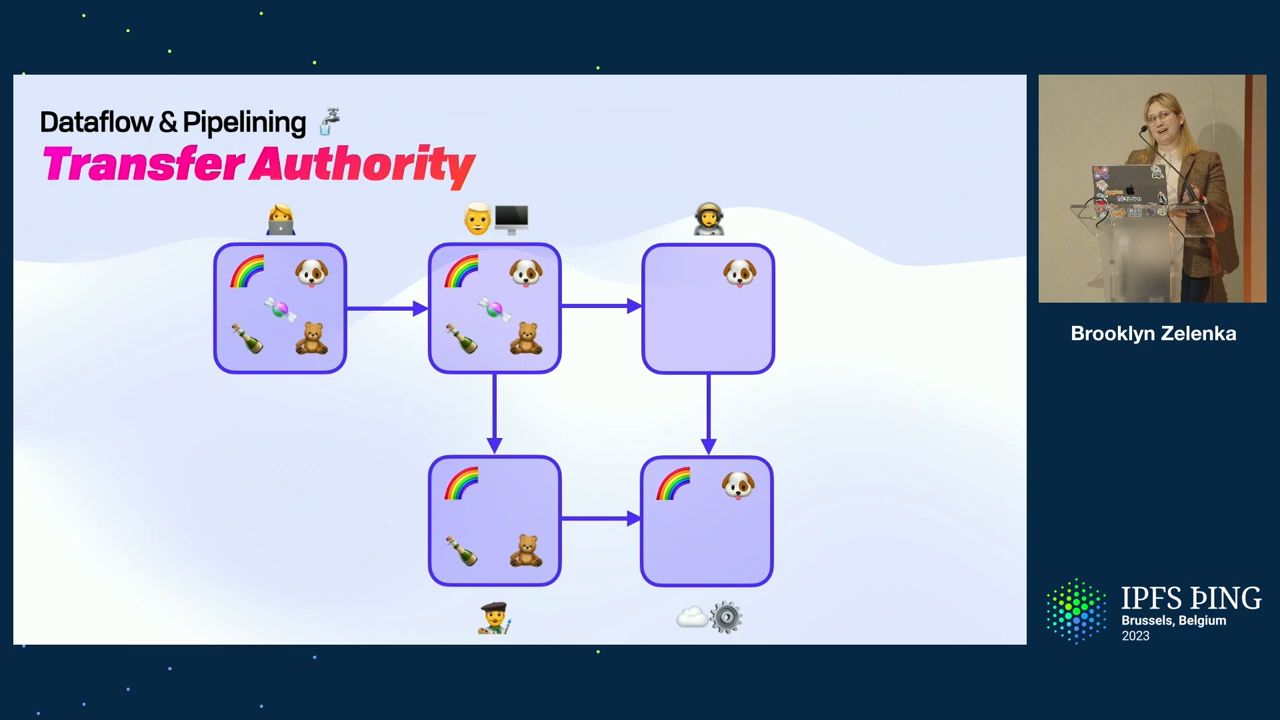 Dataflow & Pipelining
Transfer Authority
Brooklyn Zelenka
IPFS ÞING
Brussels, Belgium
2023